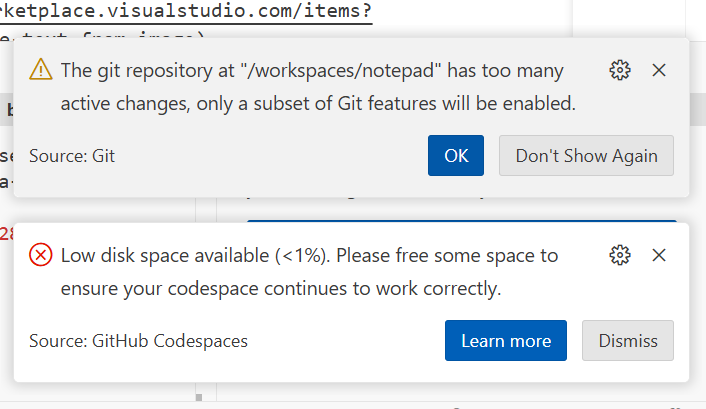 rketplace.visualstudio.com/items?
The git repository at "/workspaces/notepad" has too many
active changes, only a subset of Git features will be enabled.
Source: Git
OK
Don't Show Again
Low disk space available (<1%). Please free some space to
ensure your codespace continues to work correctly.
Source: GitHub Codespaces
Learn more
Dismiss